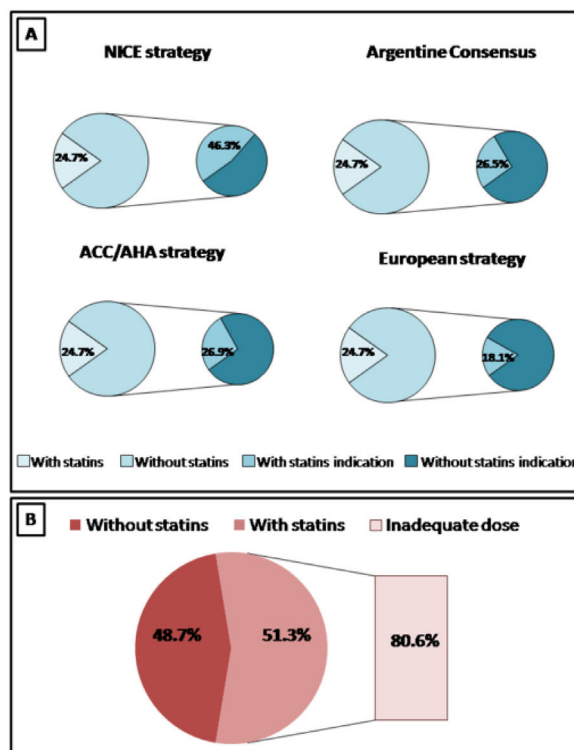 A
NICE strategy
Argentine Consensus
24.7%
46.3%
24.7%
26.5%
ACC/AHA strategy
European strategy
24.7%
26.9%
24.7%
18.1%
With statins
Without statins
With statins indication
Without statins indication
B
Without statins
With statins
Inadequate dose
48.7%
51.3%
80.6%